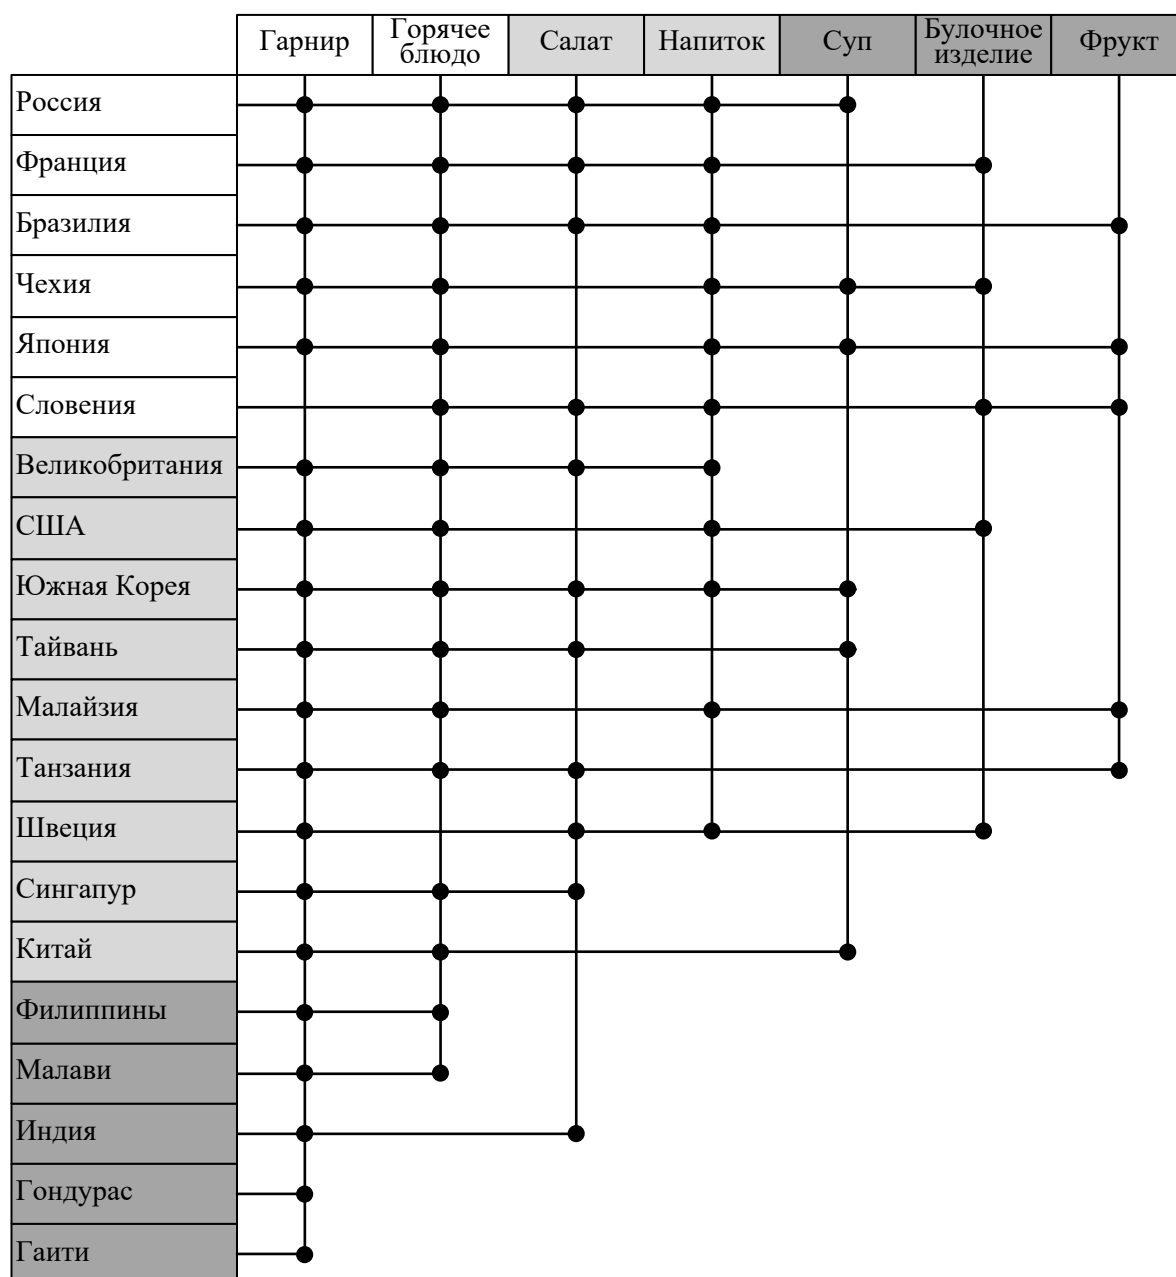 Гарнир
Горячее
блюдо
Салат
Напиток
Суп
Булочное
изделие
Фрукт
Россия
Франция
Бразилия
Чехия
Япония
Словения
Великобритания
США
Южная Корея
Тайвань
Малайзия
Танзания
Швеция
Сингапур
Китай
Филиппины
Малави
Индия
Гондурас
Гаити